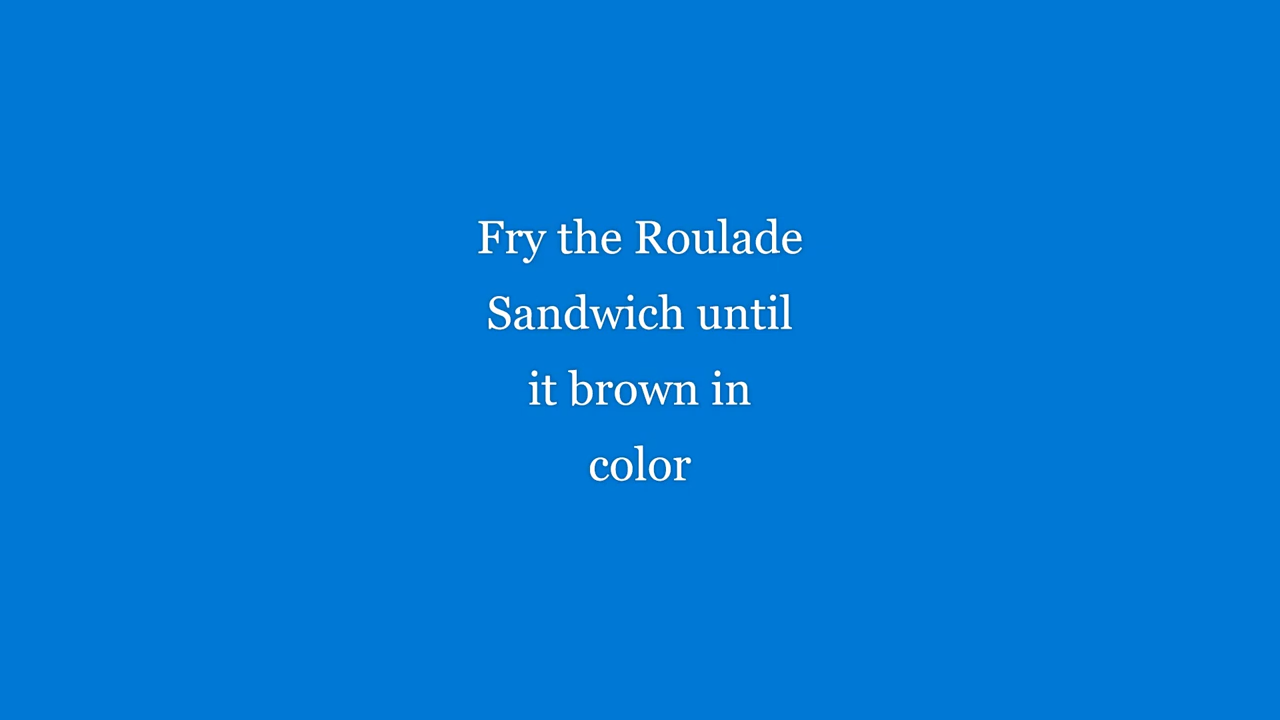 Fry the Roulade
Sandwich until
it brown in
color